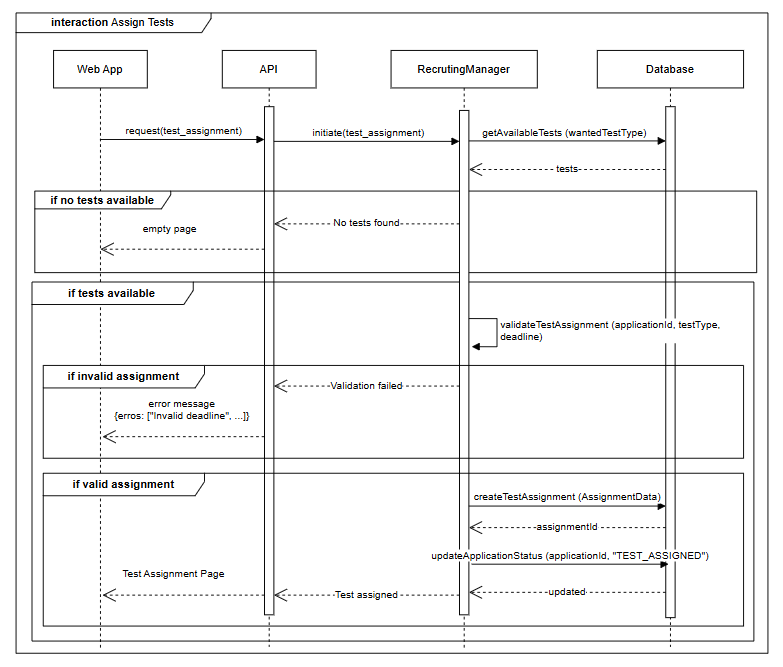 interaction Assign Tests
Web App
API
RecrutingManager
Database
request(test_assignment)
initiate(test_assignment)
getAvailableTests (wantedTestType)
tests
if no tests available
No tests found
empty page
if tests available
validateTestAssignment (applicationId, testType,
deadline)
if invalid assignment
Validation failed
error message
{erros: ["Invalid deadline", ...]}
if valid assignment
createTestAssignment (AssignmentData)
assignmentId
updateApplicationStatus (applicationId, "TEST_ASSIGNED")
Test Assignment Page
Test assigned
updated